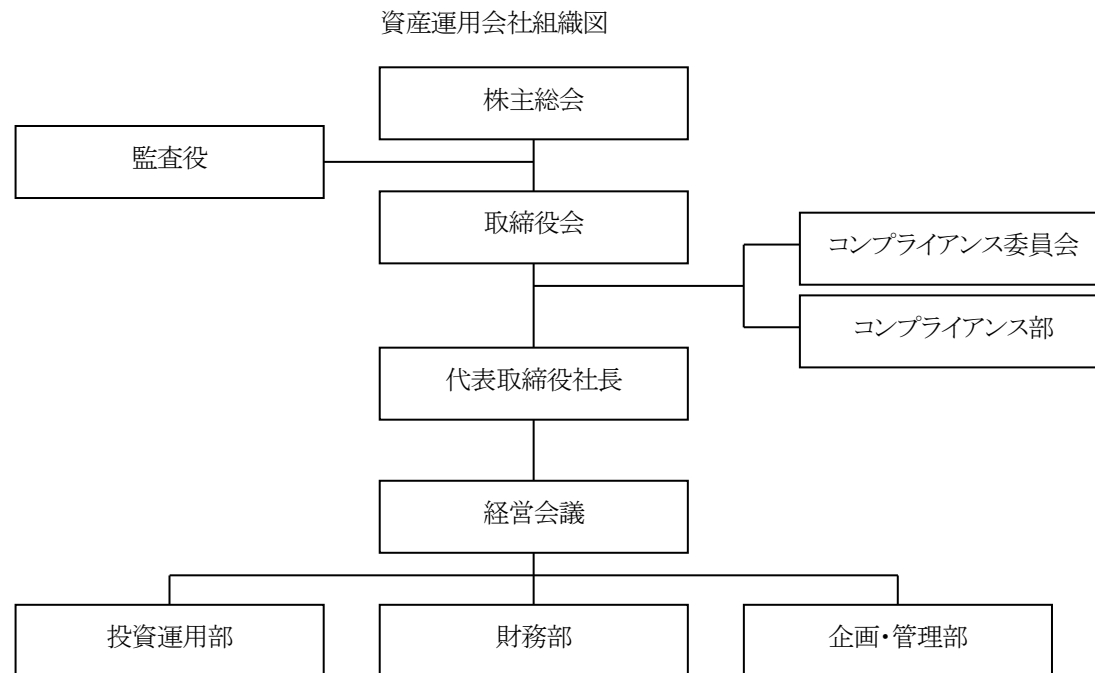 資産運用会社組織図
株主総会
監査役
取締役会
コンプライアンス委員会
コンプライアンス部
代表取締役社長
経営会議
投資運用部
財務部
企画・管理部